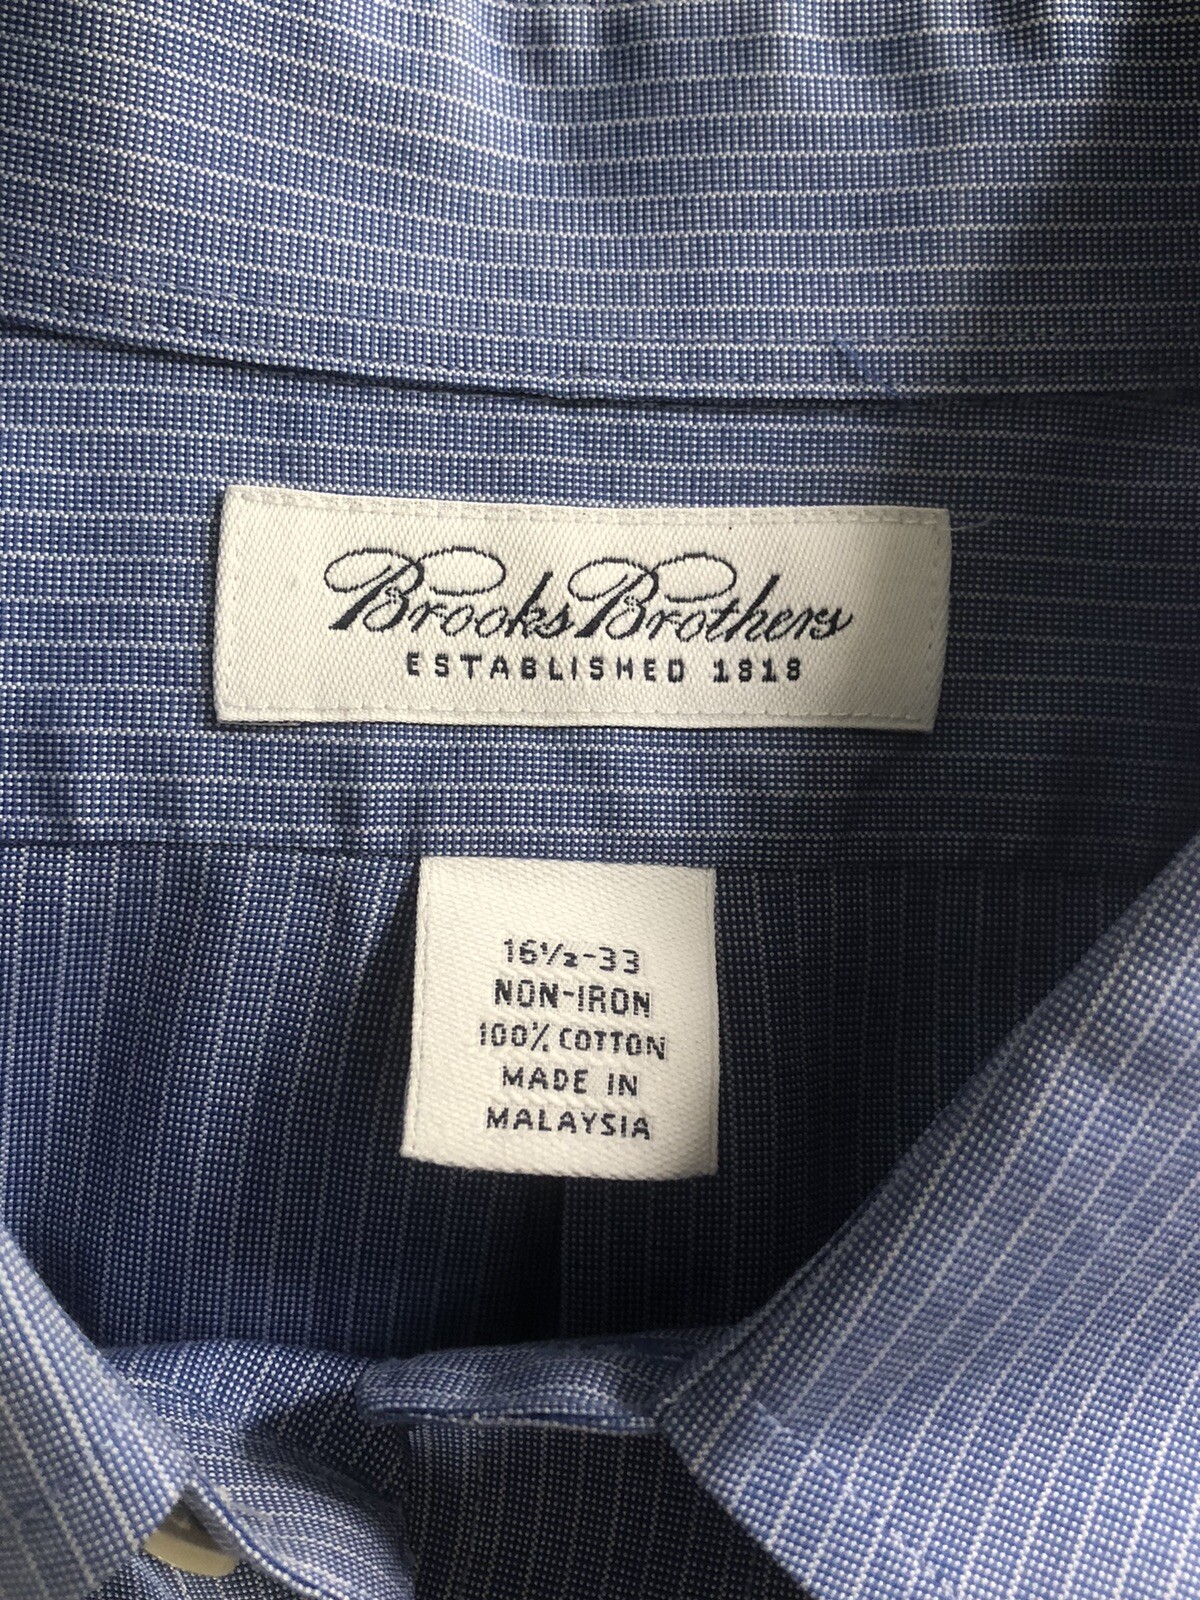 Brooks Brothers
ESTABLISHED 1818
16½-33
NON-IRON
100% COTTON
MADE IN
MALAYSIA